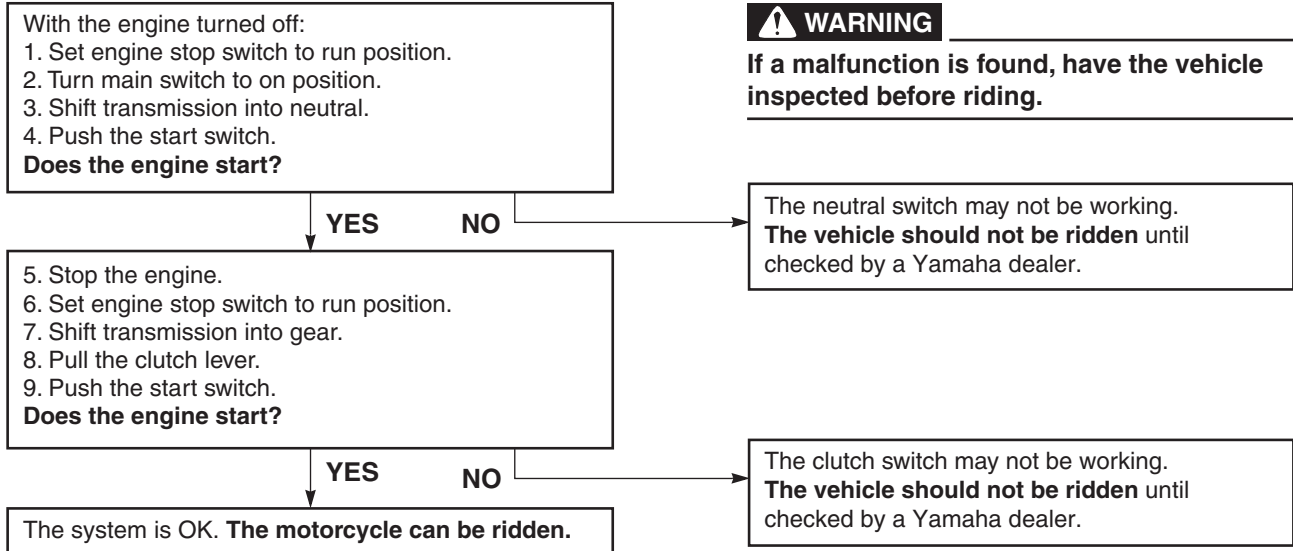 With the engine turned off:
1. Set engine stop switch to run position.
2. Turn main switch to on position.
3. Shift transmission into neutral.
4. Push the start switch.
Does the engine start?
WARNING
If a malfunction is found, have the vehicle
inspected before riding.
YES
NO
The neutral switch may not be working.
The vehicle should not be ridden until
checked by a Yamaha dealer.
5. Stop the engine.
6. Set engine stop switch to run position.
7. Shift transmission into gear.
8. Pull the clutch lever.
9. Push the start switch.
Does the engine start?
YES
NO
The clutch switch may not be working.
The vehicle should not be ridden until
checked by a Yamaha dealer.
The system is OK. The motorcycle can be ridden.